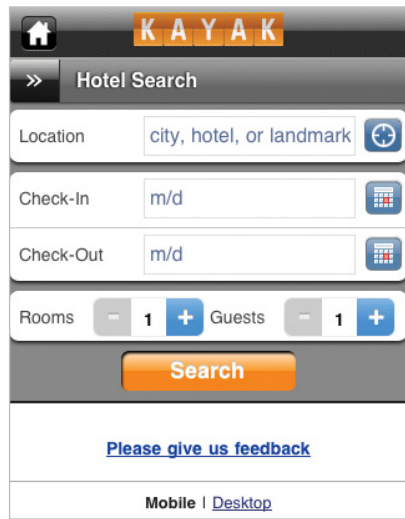 KAYAK
» Hotel Search
Location city, hotel, or landmark
Check-In m/d
Check-Out m/d
Rooms - 1 + Guests - 1 +
Search
Please give us feedback
Mobile | Desktop